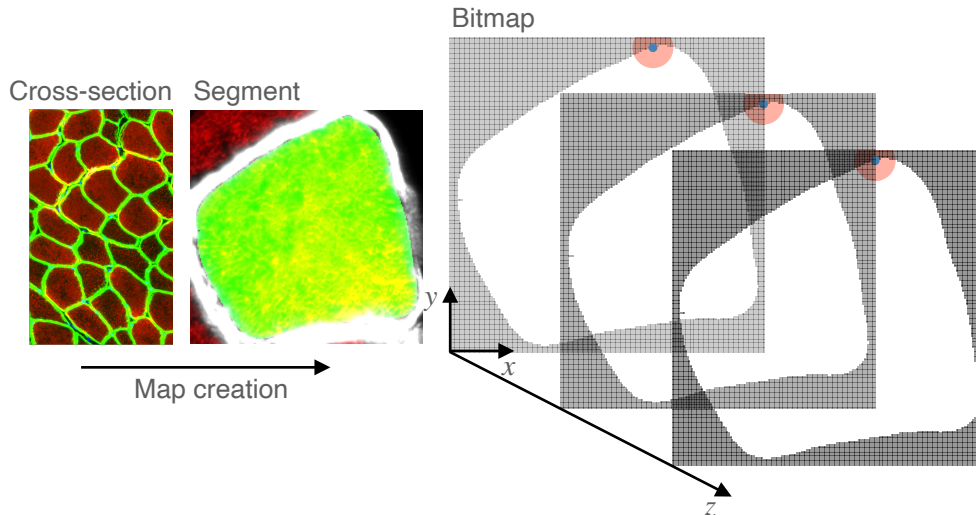 Bitmap
Cross-section
Segment
y
x
Map creation
z